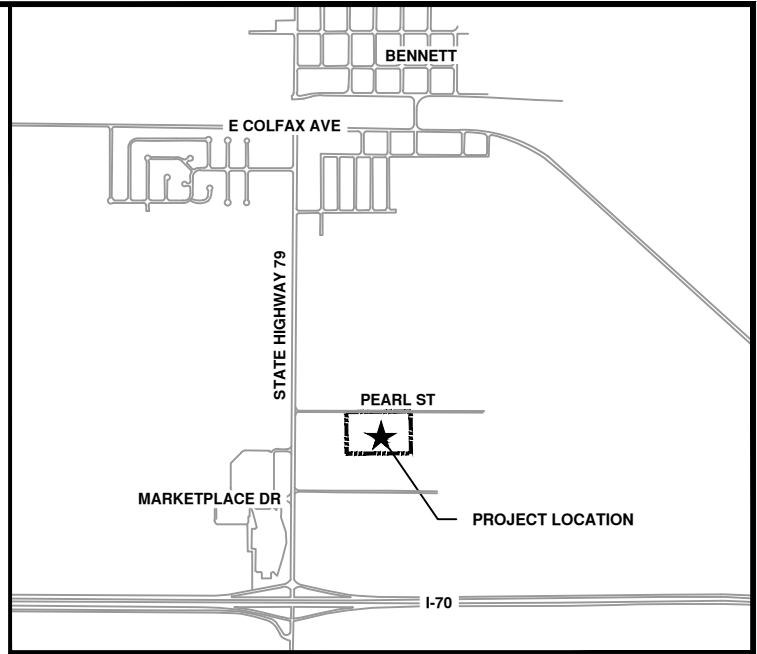 BENNETT
E COLFAX AVE
STATE HIGHWAY 79
PEARL ST
MARKETPLACE DR
PROJECT LOCATION
I-70